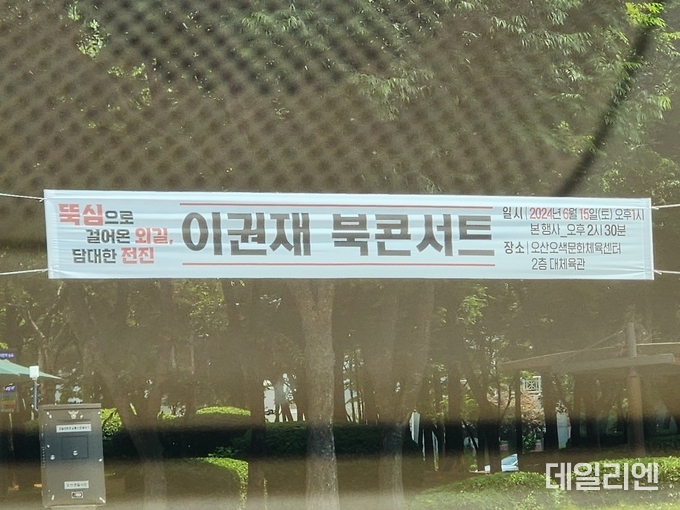 뚝심으로
걸어온 외길,
담대한 전진
이권재 북콘서트
일시 | 2024년 6월 15일(토) 오후1시
본 행사_오후 2시 30분
장소 | 오산오색문화체육센터
2층 대체육관
데일리엔